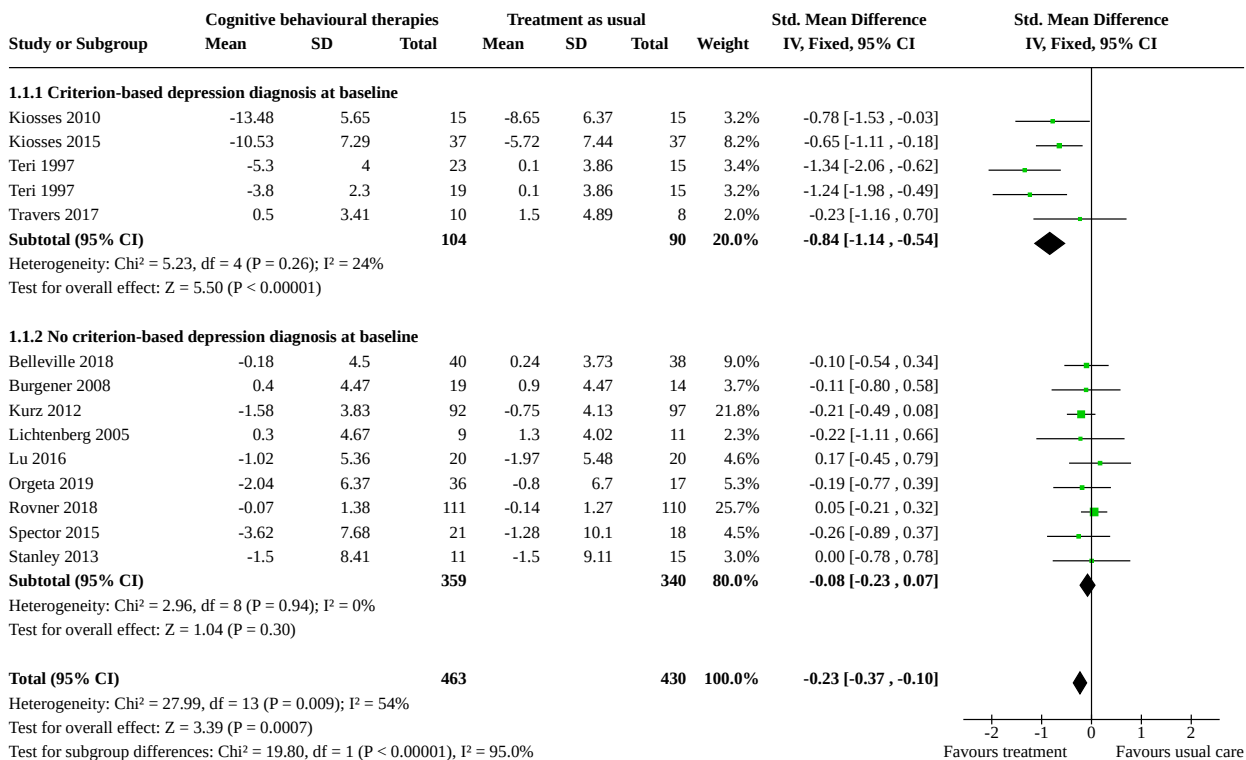 Cognitive behavioural therapies Treatment as usual Std. Mean Difference Std. Mean Difference
Study or Subgroup Mean SD Total Mean SD Total Weight IV, Fixed, 95% CI IV, Fixed, 95% CI
1.1.1 Criterion-based depression diagnosis at baseline
Kiosses 2010 -13.48 5.65 15 -8.65 6.37 15 3.2% -0.78 [-1.53 , -0.03]
Kiosses 2015 -10.53 7.29 37 -5.72 7.44 37 8.2% -0.65 [-1.11 , -0.18]
Teri 1997 -5.3 4 23 0.1 3.86 15 3.4% -1.34 [-2.06 , -0.62]
Teri 1997 -3.8 2.3 19 0.1 3.86 15 3.2% -1.24 [-1.98 , -0.49]
Travers 2017 0.5 3.41 10 1.5 4.89 8 2.0% -0.23 [-1.16 , 0.70]
Subtotal (95% CI) 104 90 20.0% -0.84 [-1.14 , -0.54]
Heterogeneity: Chi² = 5.23, df = 4 (P = 0.26); I² = 24%
Test for overall effect: Z = 5.50 (P < 0.00001)
1.1.2 No criterion-based depression diagnosis at baseline
Belleville 2018 -0.18 4.5 40 0.24 3.73 38 9.0% -0.10 [-0.54 , 0.34]
Burgener 2008 0.4 4.47 19 0.9 4.47 14 3.7% -0.11 [-0.80 , 0.58]
Kurz 2012 -1.58 3.83 92 -0.75 4.13 97 21.8% -0.21 [-0.49 , 0.08]
Lichtenberg 2005 0.3 4.67 9 1.3 4.02 11 2.3% -0.22 [-1.11 , 0.66]
Lu 2016 -1.02 5.36 20 -1.97 5.48 20 4.6% 0.17 [-0.45 , 0.79]
Orgeta 2019 -2.04 6.37 36 -0.8 6.7 17 5.3% -0.19 [-0.77 , 0.39]
Rovner 2018 -0.07 1.38 111 -0.14 1.27 110 25.7% 0.05 [-0.21 , 0.32]
Spector 2015 -3.62 7.68 21 -1.28 10.1 18 4.5% -0.26 [-0.89 , 0.37]
Stanley 2013 -1.5 8.41 11 -1.5 9.11 15 3.0% 0.00 [-0.78 , 0.78]
Subtotal (95% CI) 359 340 80.0% -0.08 [-0.23 , 0.07]
Heterogeneity: Chi² = 2.96, df = 8 (P = 0.94); I² = 0%
Test for overall effect: Z = 1.04 (P = 0.30)
Total (95% CI) 463 430 100.0% -0.23 [-0.37 , -0.10]
Heterogeneity: Chi² = 27.99, df = 13 (P = 0.009); I² = 54%
Test for overall effect: Z = 3.39 (P = 0.0007)
Test for subgroup differences: Chi² = 19.80, df = 1 (P < 0.00001), I² = 95.0%
-2 -1 0 1 2
Favours treatment Favours usual care